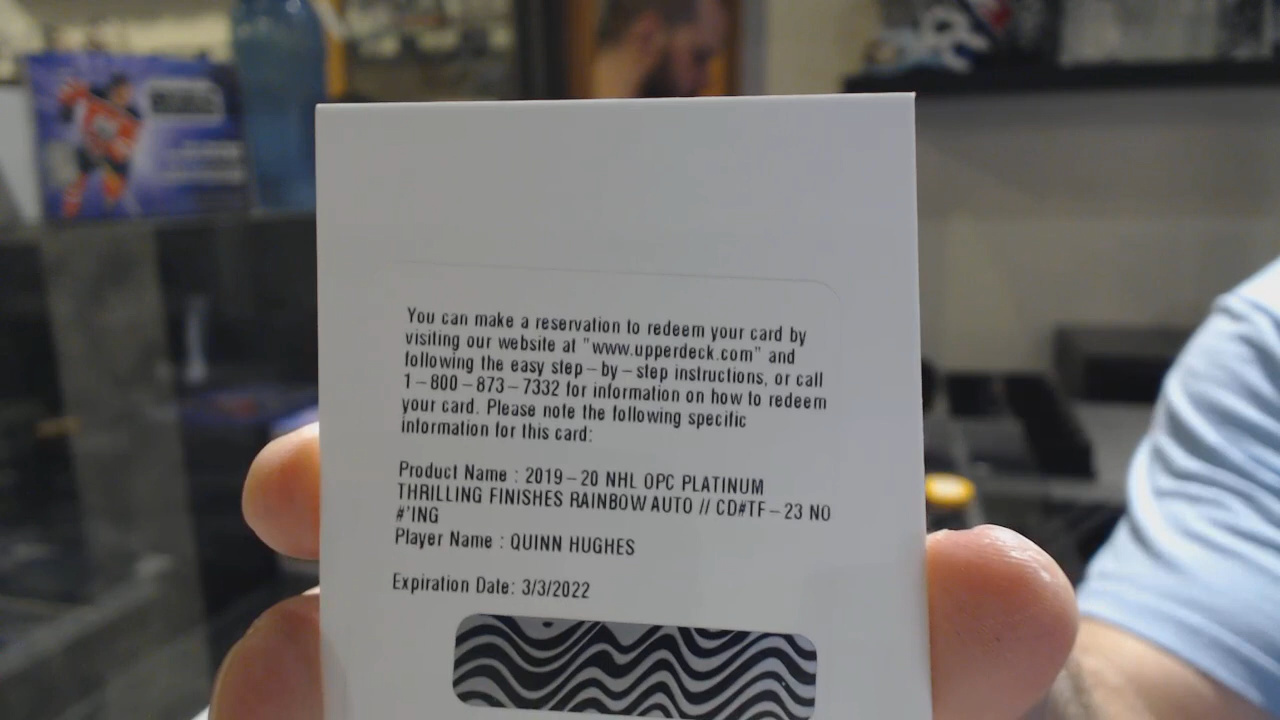 You can make a reservation to redeem your card by
visiting our website at "www.upperdeck.com" and
following the easy step-by-step instructions, or call
1-800-873-7332 for information on how to redeem
your card. Please note the following specific
information for this card:
Product Name : 2019-20 NHL OPC PLATINUM
THRILLING FINISHES RAINBOW AUTO // CD#TF-23 NO
#'ING
Player Name : QUINN HUGHES
Expiration Date: 3/3/2022